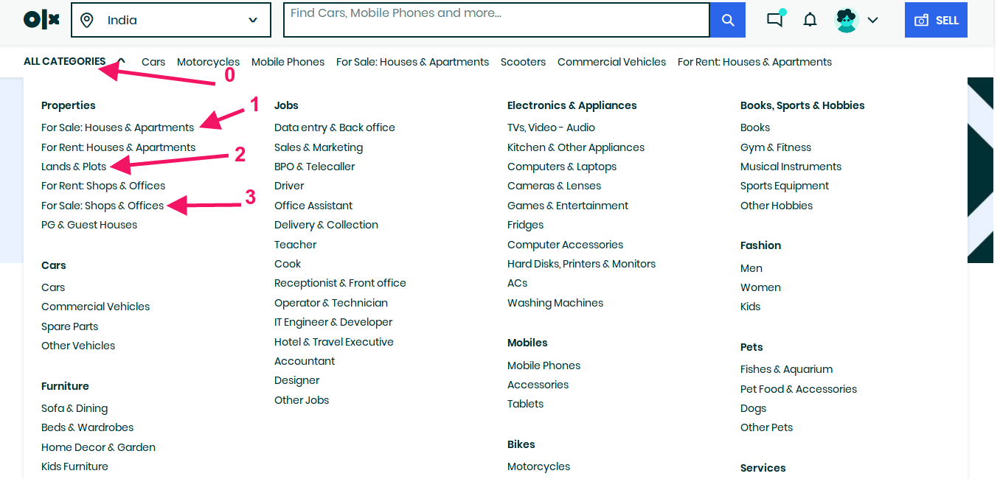 olx India Find Cars, Mobile Phones and more... SELL
ALL CATEGORIES Cars Motorcycles Mobile Phones For Sale: Houses & Apartments Scooters Commercial Vehicles For Rent: Houses & Apartments
0
1
2
3
Properties
For Sale: Houses & Apartments
For Rent: Houses & Apartments
Lands & Plots
For Rent: Shops & Offices
For Sale: Shops & Offices
PG & Guest Houses
Cars
Cars
Commercial Vehicles
Spare Parts
Other Vehicles
Furniture
Sofa & Dining
Beds & Wardrobes
Home Decor & Garden
Kids Furniture
Jobs
Data entry & Back office
Sales & Marketing
BPO & Telecaller
Driver
Office Assistant
Delivery & Collection
Teacher
Cook
Receptionist & Front office
Operator & Technician
IT Engineer & Developer
Hotel & Travel Executive
Accountant
Designer
Other Jobs
Electronics & Appliances
TVs, Video - Audio
Kitchen & Other Appliances
Computers & Laptops
Cameras & Lenses
Games & Entertainment
Fridges
Computer Accessories
Hard Disks, Printers & Monitors
ACs
Washing Machines
Mobiles
Mobile Phones
Accessories
Tablets
Bikes
Motorcycles
Books, Sports & Hobbies
Books
Gym & Fitness
Musical Instruments
Sports Equipment
Other Hobbies
Fashion
Men
Women
Kids
Pets
Fishes & Aquarium
Pet Food & Accessories
Dogs
Other Pets
Services